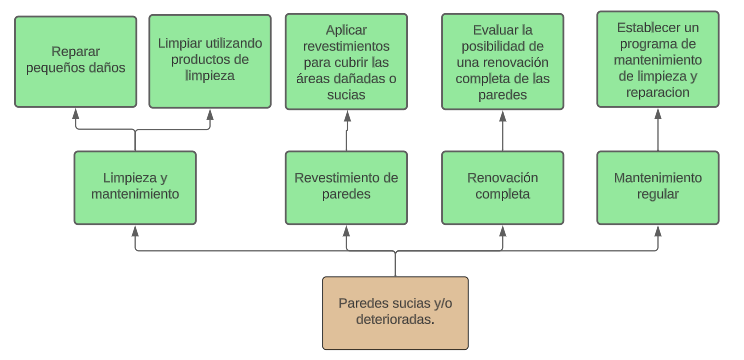 Reparar
pequeños daños
Limpiar utilizando
productos de
limpieza
Aplicar
revestimientos
para cubrir las
áreas dañadas o
sucias
Evaluar la
posibilidad de
una renovación
completa de las
paredes
Establecer un
programa de
mantenimiento
de limpieza y
reparacion
Limpieza y
mantenimiento
Revestimiento de
paredes
Renovación
completa
Mantenimiento
regular
Paredes sucias y/o
deterioradas.